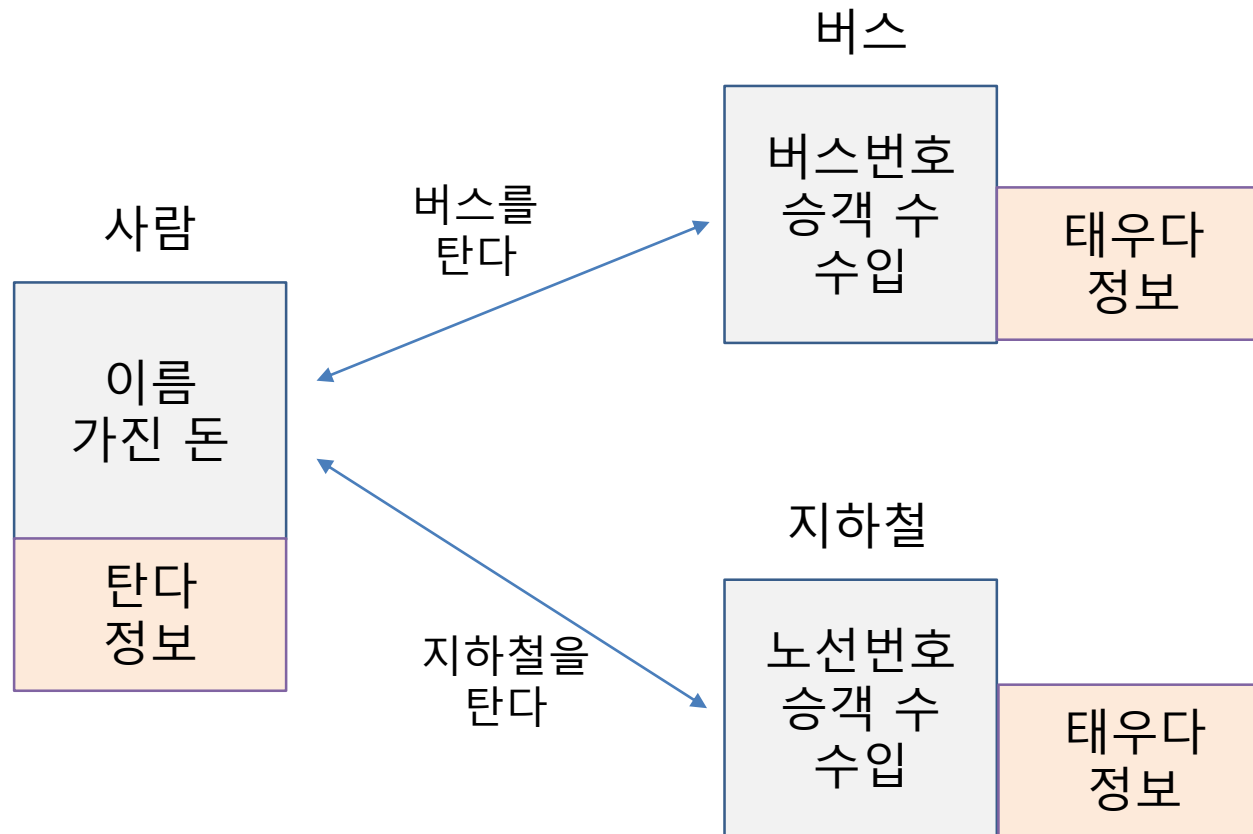 버스
버스번호
승객 수
수입
태우다
정보
버스를
탄다
사람
이름
가진 돈
탄다
정보
지하철을
탄다
지하철
노선번호
승객 수
수입
태우다
정보